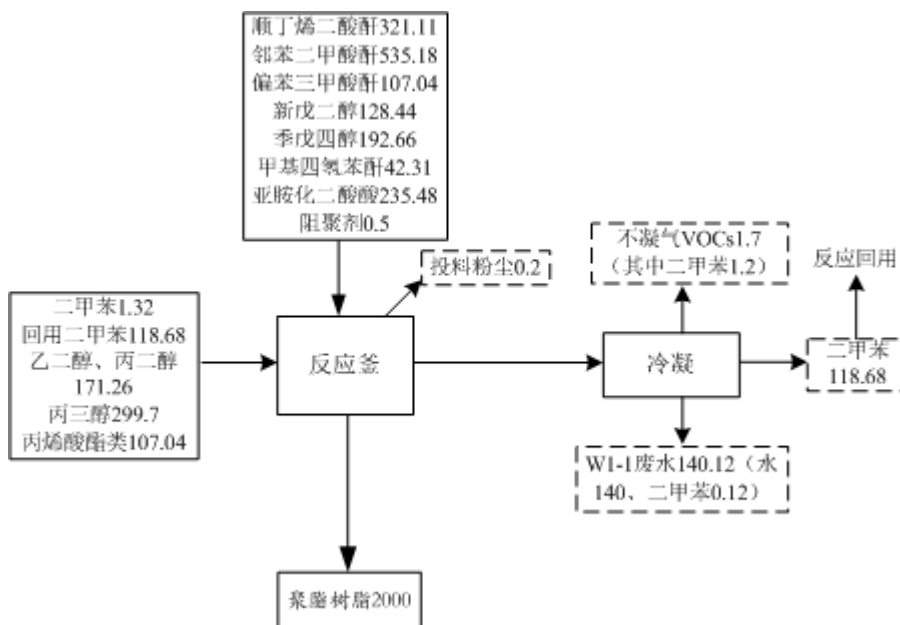 顺丁烯二酸酐321.11
邻苯二甲酸酐535.18
偏苯三甲酸酐107.04
新戊二醇128.44
季戊四醇192.66
甲基四氢苯酐42.31
亚胺化二酸酸235.48
阻聚剂0.5
投料粉尘0.2
不凝气VOCs1.7
（其中二甲苯1.2）
反应回用
二甲苯1.32
回用二甲苯118.68
乙二醇、丙二醇
171.26
丙三醇299.7
丙烯酸酯类107.04
反应釜
冷凝
二甲苯
118.68
W1-1废水140.12（水
140、二甲苯0.12）
聚酯树脂2000